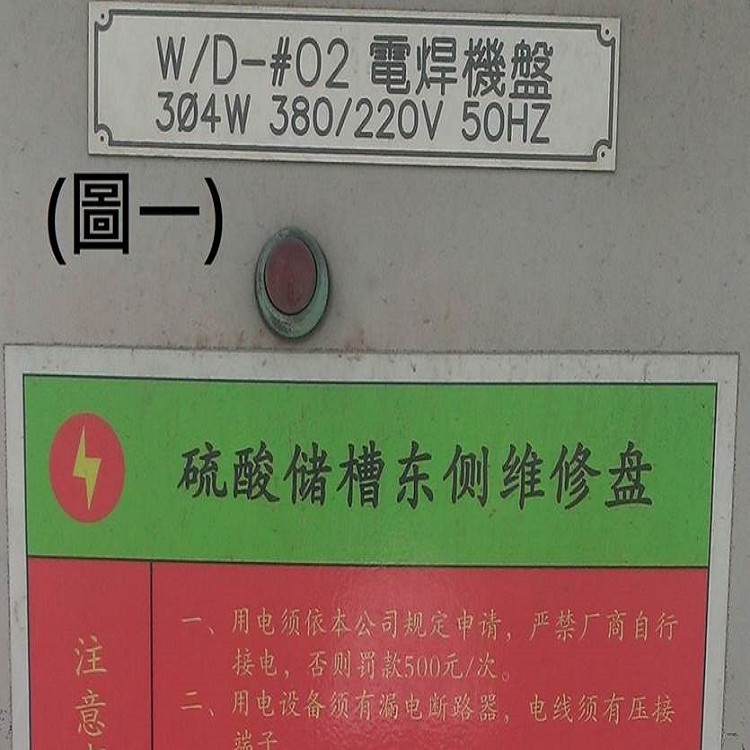 W/D-#02 電焊機盤
3Ø4W 380/220V 50HZ
(圖一)
硫酸储槽东侧维修盘
注意
一、用电须依本公司规定申请，严禁厂商自行
接电，否则罚款500元/次。
二、用电设备须有漏电断路器，电线须有压接
端子